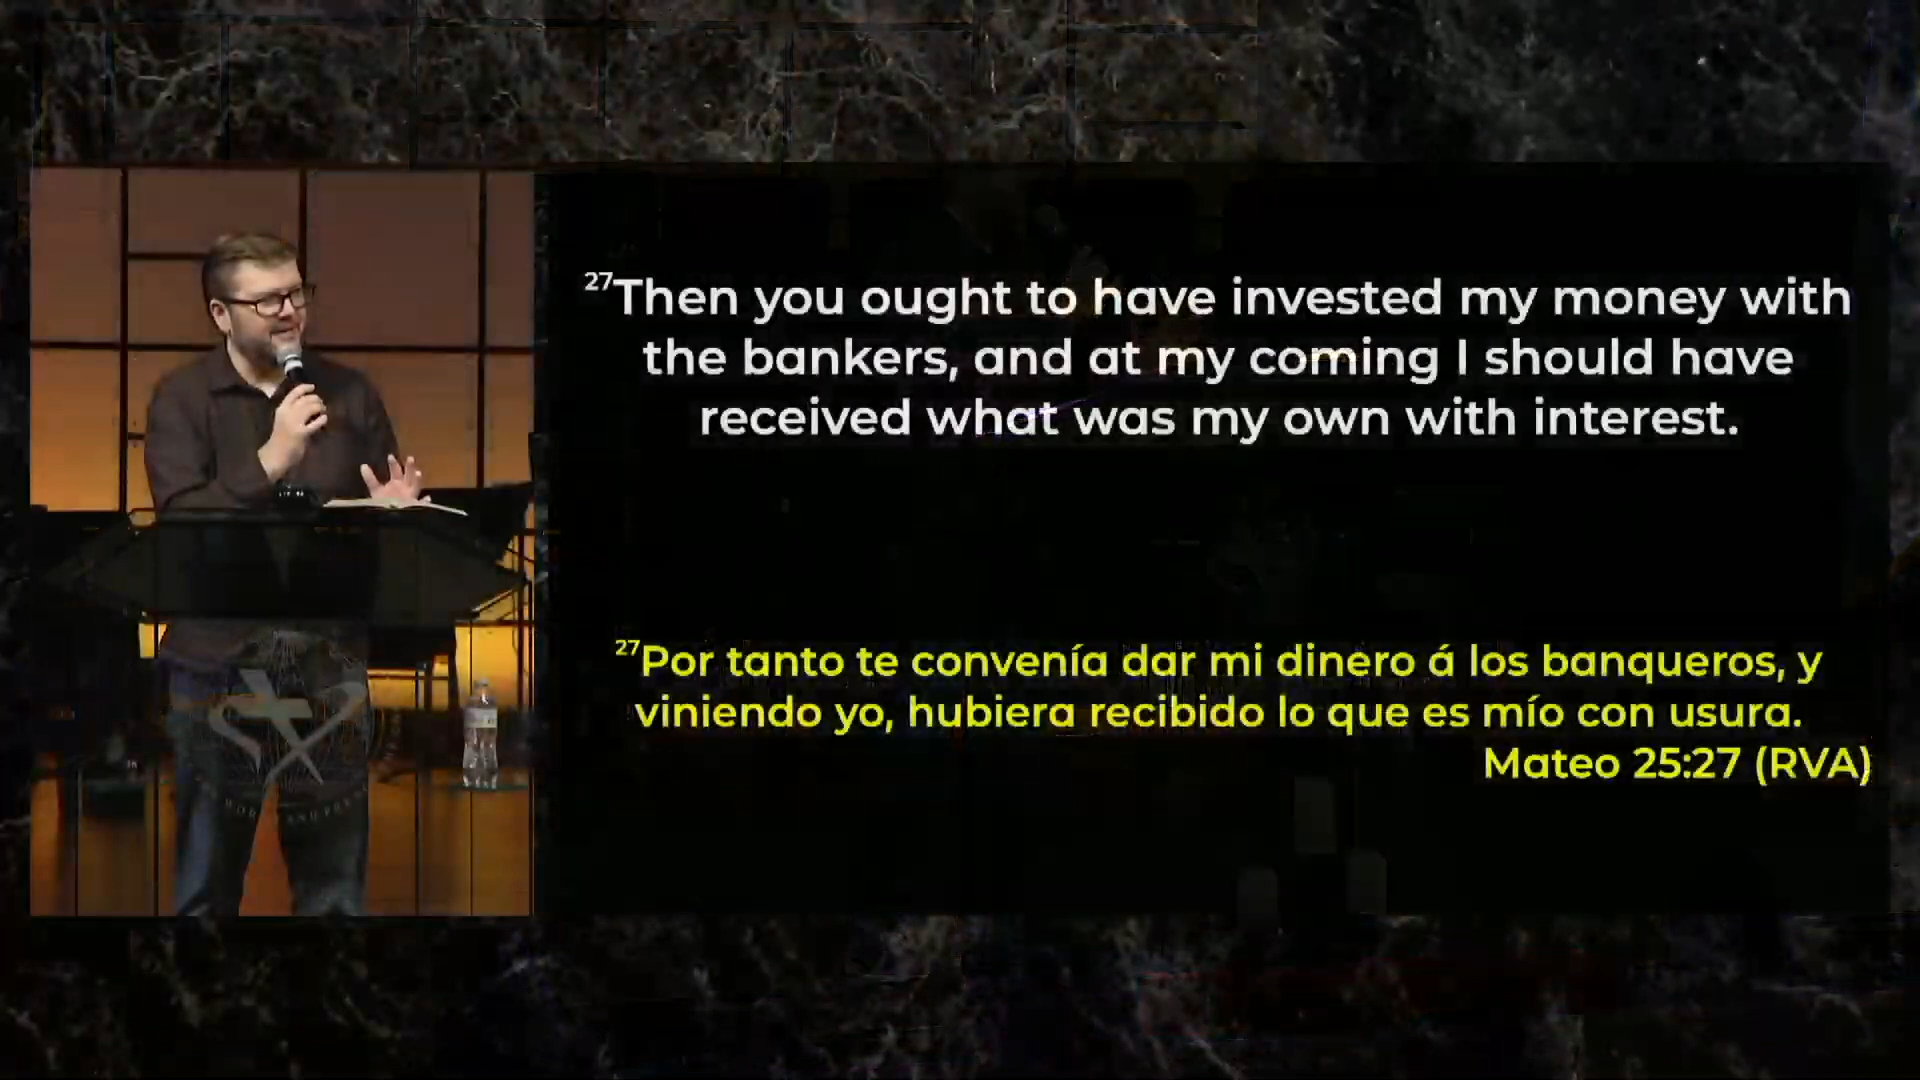 27Then you ought to have invested my money with
the bankers, and at my coming I should have
received what was my own with interest.
27Por tanto te convenía dar mi dinero á los banqueros, y
viniendo yo, hubiera recibido lo que es mío con usura.
Mateo 25:27 (RVA)